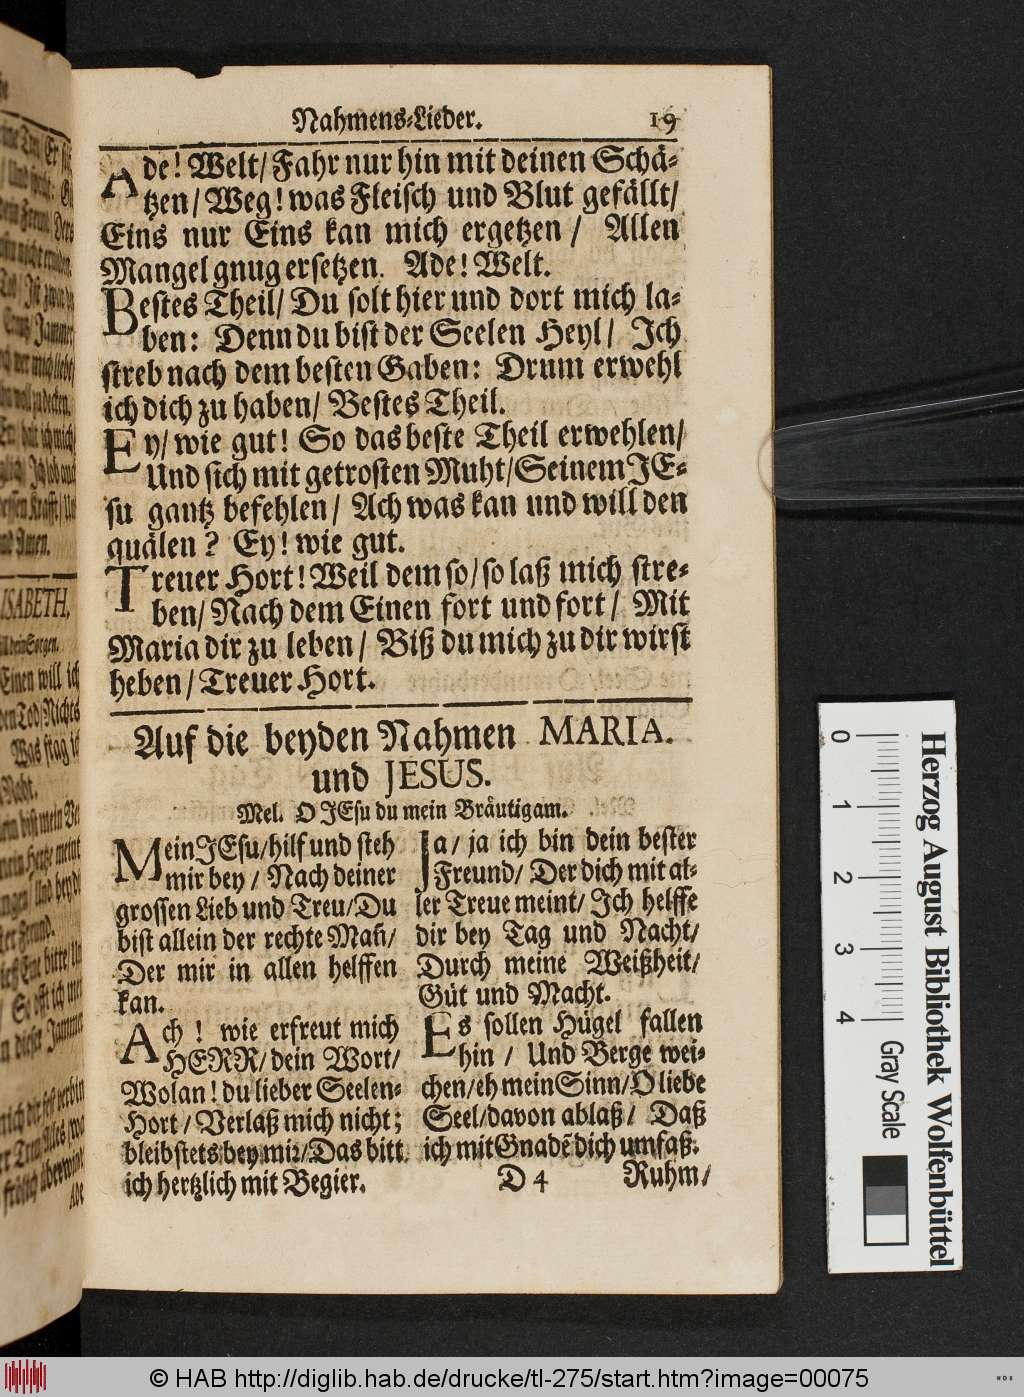 Nahmens-Lieder. 19
Ade! Welt/ Fahr nur hin mit deinen Schä-
tzen/ Weg! was Fleisch und Blut gefällt/
Eins nur Eins kan mich ergetzen / Allen
Mangel gnug ersetzen. Ade! Welt.
Bestes Theil/ Du solt hier und dort mich la-
ben: Denn du bist der Seelen Heyl/ Ich
streb nach dem besten Gaben: Drum erwehl
ich dich zu haben/ Bestes Theil.
Ey/ wie gut! So das beste Theil erwehlen/
Und sich mit getrosten Muht/ Seinem JE-
su gantz befehlen/ Ach was kan und will den
quälen? Ey! wie gut.
Treuer Hort! Weil dem so/ so laß mich stre-
ben/ Nach dem Einen fort und fort/ Mit
Maria dir zu leben/ Biß du mich zu dir wirst
heben/ Treuer Hort.
Auf die beyden Nahmen MARIA.
und JESUS.
Mel. O JEsu du mein Bräutigam.
Mein JEsu/ hilf und steh
mir bey / Nach deiner
grossen Lieb und Treu/ Du
bist allein der rechte Mañ/
Der mir in allen helffen
kan.
Ach ! wie erfreut mich
HERR/ dein Wort/
Wolan! du lieber Seelen-
Hort / Verlaß mich nicht;
bleib stets bey mir/ Das bitt
ich hertzlich mit Begier.
Ja/ ja ich bin dein bester
Freund/ Der dich mit al-
ler Treue meint/ Ich helffe
dir bey Tag und Nacht/
Durch meine Weißheit/
Güt und Macht.
Es sollen Hügel fallen
hin / Und Berge wei-
chen/ eh mein Sinn/ O liebe
Seel/ davon ablaß/ Daß
ich mit Gnadē dich umfaß.
D 4 Ruhm/
ISABETH,
0 1 2 3 4
Herzog August Bibliothek Wolfenbüttel
Gray Scale
© HAB http://diglib.hab.de/drucke/tl-275/start.htm?image=00075